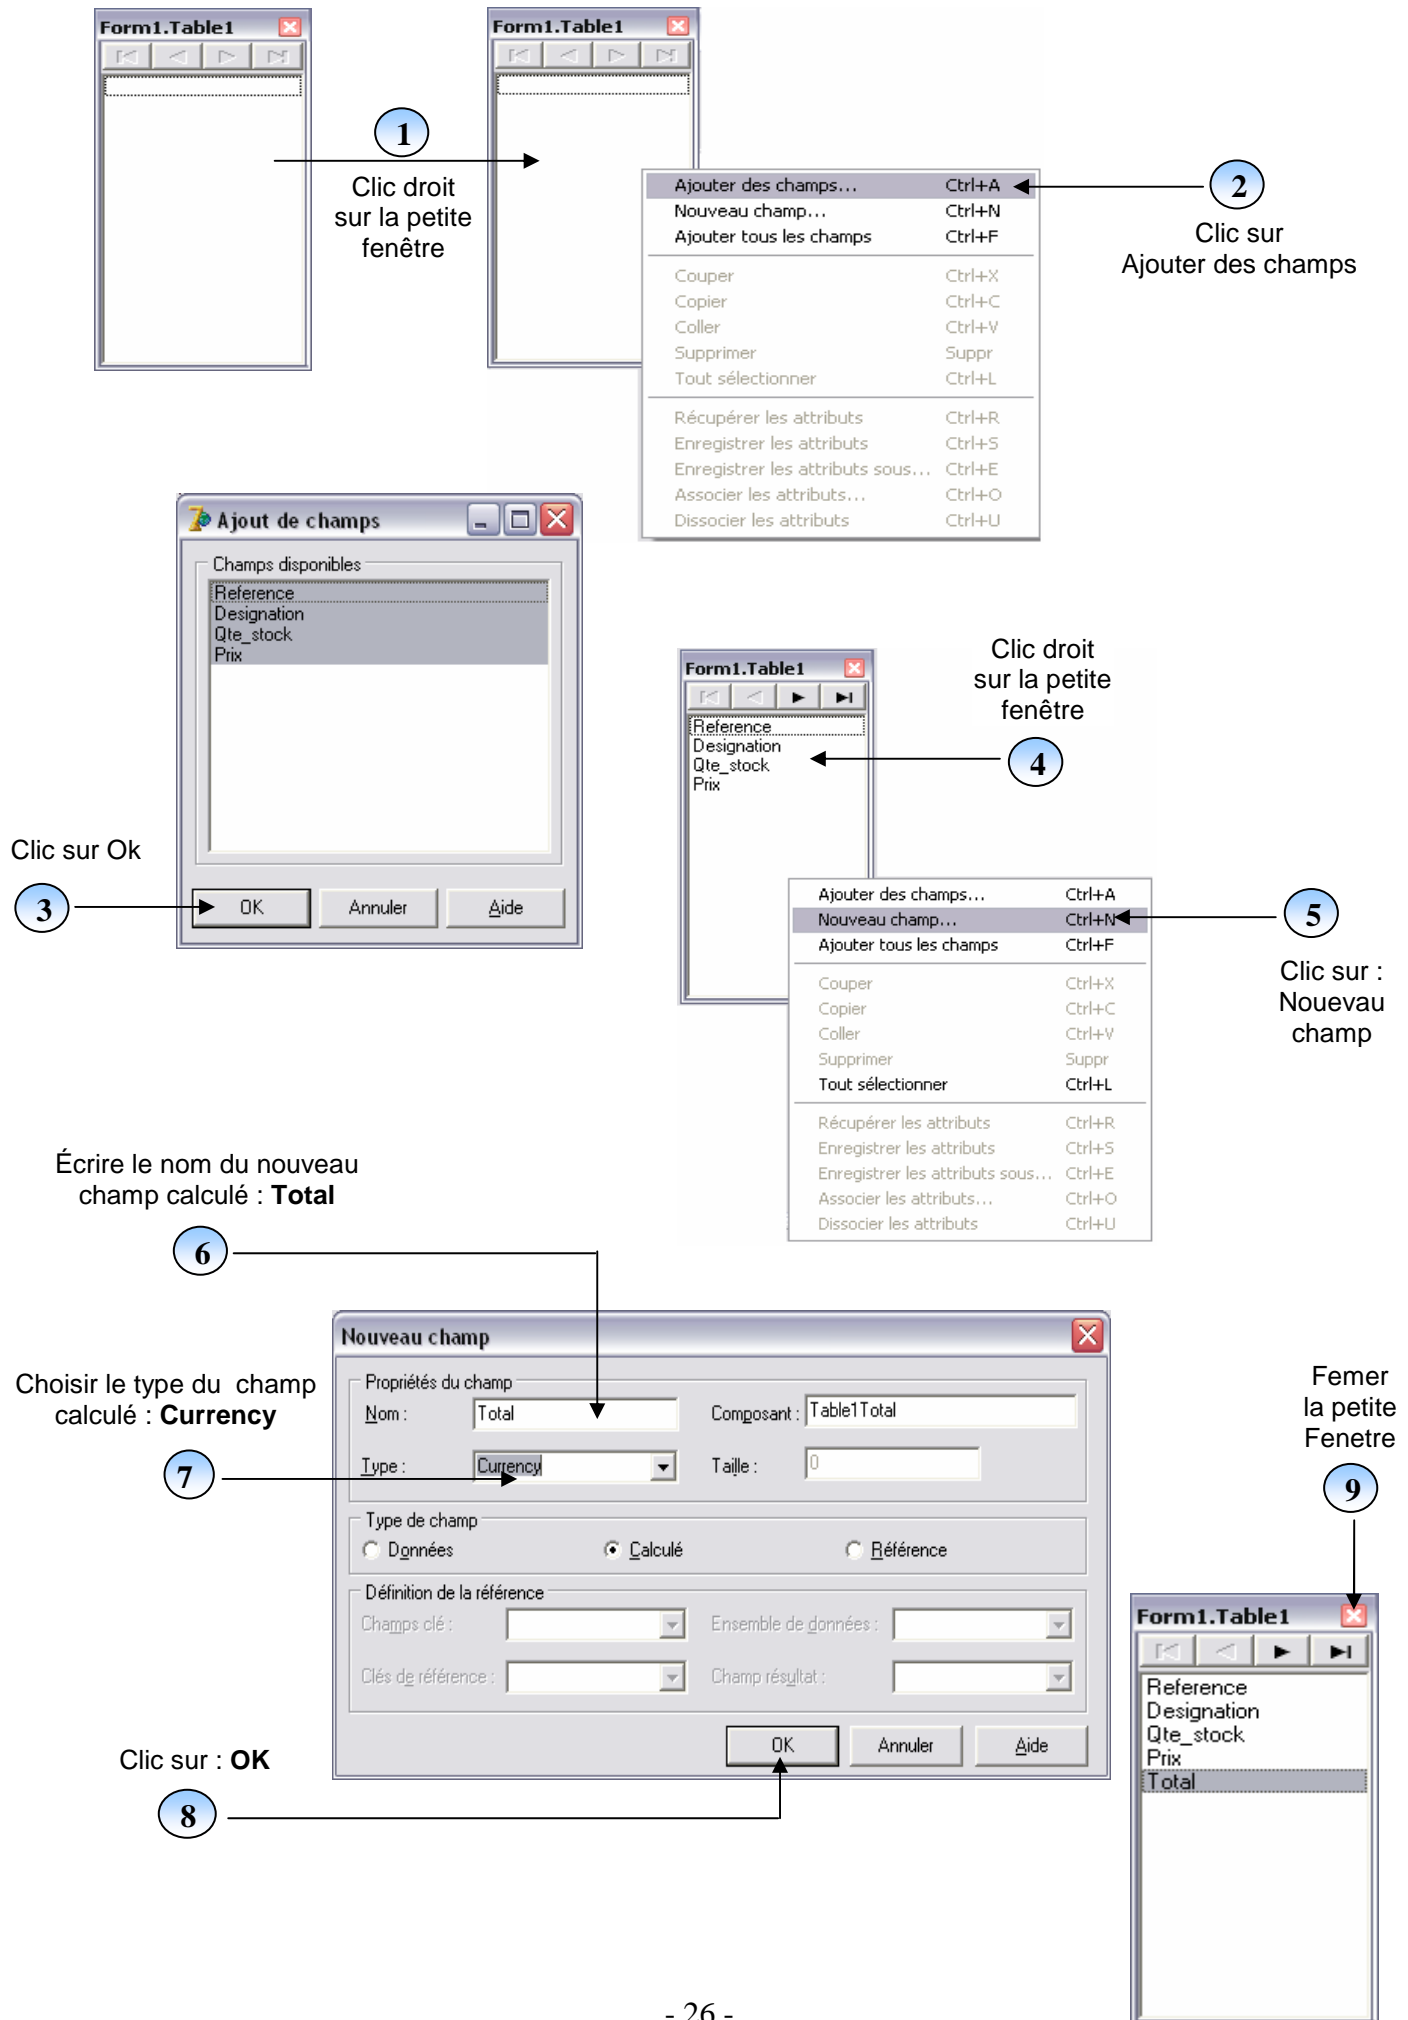 Form1.Table1
Form1.Table1
1
Clic droit
sur la petite
fenêtre
Ajouter des champs... Ctrl+A
Nouveau champ... Ctrl+N
Ajouter tous les champs Ctrl+F
Couper Ctrl+X
Copier Ctrl+C
Coller Ctrl+V
Supprimer Suppr
Tout sélectionner Ctrl+L
Récupérer les attributs Ctrl+R
Enregistrer les attributs Ctrl+S
Enregistrer les attributs sous... Ctrl+E
Associer les attributs... Ctrl+O
Dissocier les attributs Ctrl+U
2
Clic sur
Ajouter des champs
Ajout de champs
Champs disponibles
Reference
Designation
Qte_stock
Prix
OK Annuler Aide
Clic sur Ok
3
Form1.Table1
Reference
Designation
Qte_stock
Prix
Clic droit
sur la petite
fenêtre
4
Ajouter des champs... Ctrl+A
Nouveau champ... Ctrl+N
Ajouter tous les champs Ctrl+F
Couper Ctrl+X
Copier Ctrl+C
Coller Ctrl+V
Supprimer Suppr
Tout sélectionner Ctrl+L
Récupérer les attributs Ctrl+R
Enregistrer les attributs Ctrl+S
Enregistrer les attributs sous... Ctrl+E
Associer les attributs... Ctrl+O
Dissocier les attributs Ctrl+U
5
Clic sur :
Nouevau
champ
Écrire le nom du nouveau
champ calculé : Total
6
Choisir le type du champ
calculé : Currency
7
Nouveau champ
Propriétés du champ
Nom : Total Composant : Table1Total
Type : Currency Taille : 0
Type de champ
Données Calculé Référence
Définition de la référence
Champs clé : Ensemble de données :
Clés de référence : Champ résultat :
OK Annuler Aide
Clic sur : OK
8
Femer
la petite
Fenetre
9
Form1.Table1
Reference
Designation
Qte_stock
Prix
Total
- 26 -